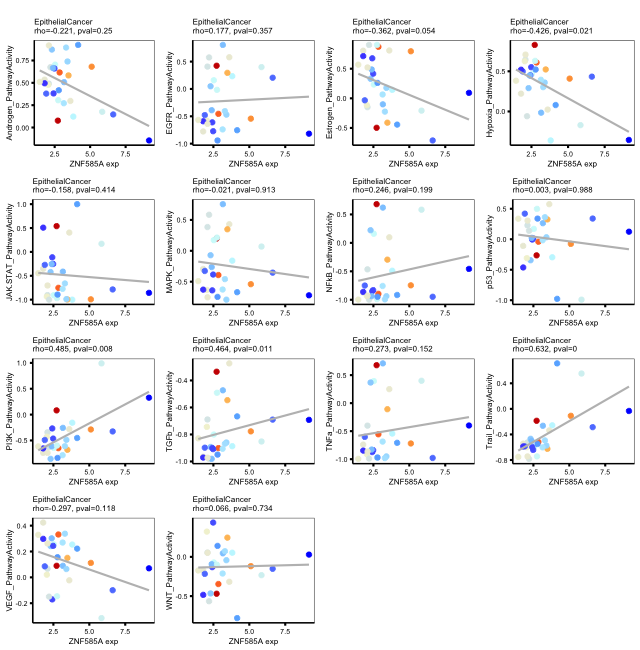 EpithelialCancer
rho=-0.221, pval=0.25
Androgen_PathwayActivity
0.75
0.50
0.25
0.00
2.5 5.0 7.5
ZNF585A exp
EpithelialCancer
rho=0.177, pval=0.357
EGFR_PathwayActivity
0.5
0.0
-0.5
-1.0
2.5 5.0 7.5
ZNF585A exp
EpithelialCancer
rho=-0.362, pval=0.054
Estrogen_PathwayActivity
0.5
0.0
-0.5
2.5 5.0 7.5
ZNF585A exp
EpithelialCancer
rho=-0.426, pval=0.021
Hypoxia_PathwayActivity
0.5
0.0
2.5 5.0 7.5
ZNF585A exp
EpithelialCancer
rho=-0.158, pval=0.414
JAK-STAT_PathwayActivity
1.0
0.5
0.0
-0.5
-1.0
2.5 5.0 7.5
ZNF585A exp
EpithelialCancer
rho=-0.021, pval=0.913
MAPK_PathwayActivity
0.5
0.0
-0.5
2.5 5.0 7.5
ZNF585A exp
EpithelialCancer
rho=0.246, pval=0.199
NFkB_PathwayActivity
0.5
0.0
-0.5
-1.0
2.5 5.0 7.5
ZNF585A exp
EpithelialCancer
rho=0.003, pval=0.988
p53_PathwayActivity
0.5
0.0
-0.5
-1.0
2.5 5.0 7.5
ZNF585A exp
EpithelialCancer
rho=0.485, pval=0.008
PI3K_PathwayActivity
1.0
0.5
0.0
-0.5
2.5 5.0 7.5
ZNF585A exp
EpithelialCancer
rho=0.464, pval=0.011
TGFb_PathwayActivity
-0.4
-0.6
-0.8
-1.0
2.5 5.0 7.5
ZNF585A exp
EpithelialCancer
rho=0.273, pval=0.152
TNFa_PathwayActivity
0.5
0.0
-0.5
-1.0
2.5 5.0 7.5
ZNF585A exp
EpithelialCancer
rho=0.632, pval=0
Trail_PathwayActivity
0.4
0.0
-0.4
-0.8
2.5 5.0 7.5
ZNF585A exp
EpithelialCancer
rho=-0.297, pval=0.118
VEGF_PathwayActivity
0.4
0.2
0.0
-0.2
2.5 5.0 7.5
ZNF585A exp
EpithelialCancer
rho=0.066, pval=0.734
WNT_PathwayActivity
0.0
-0.5
2.5 5.0 7.5
ZNF585A exp